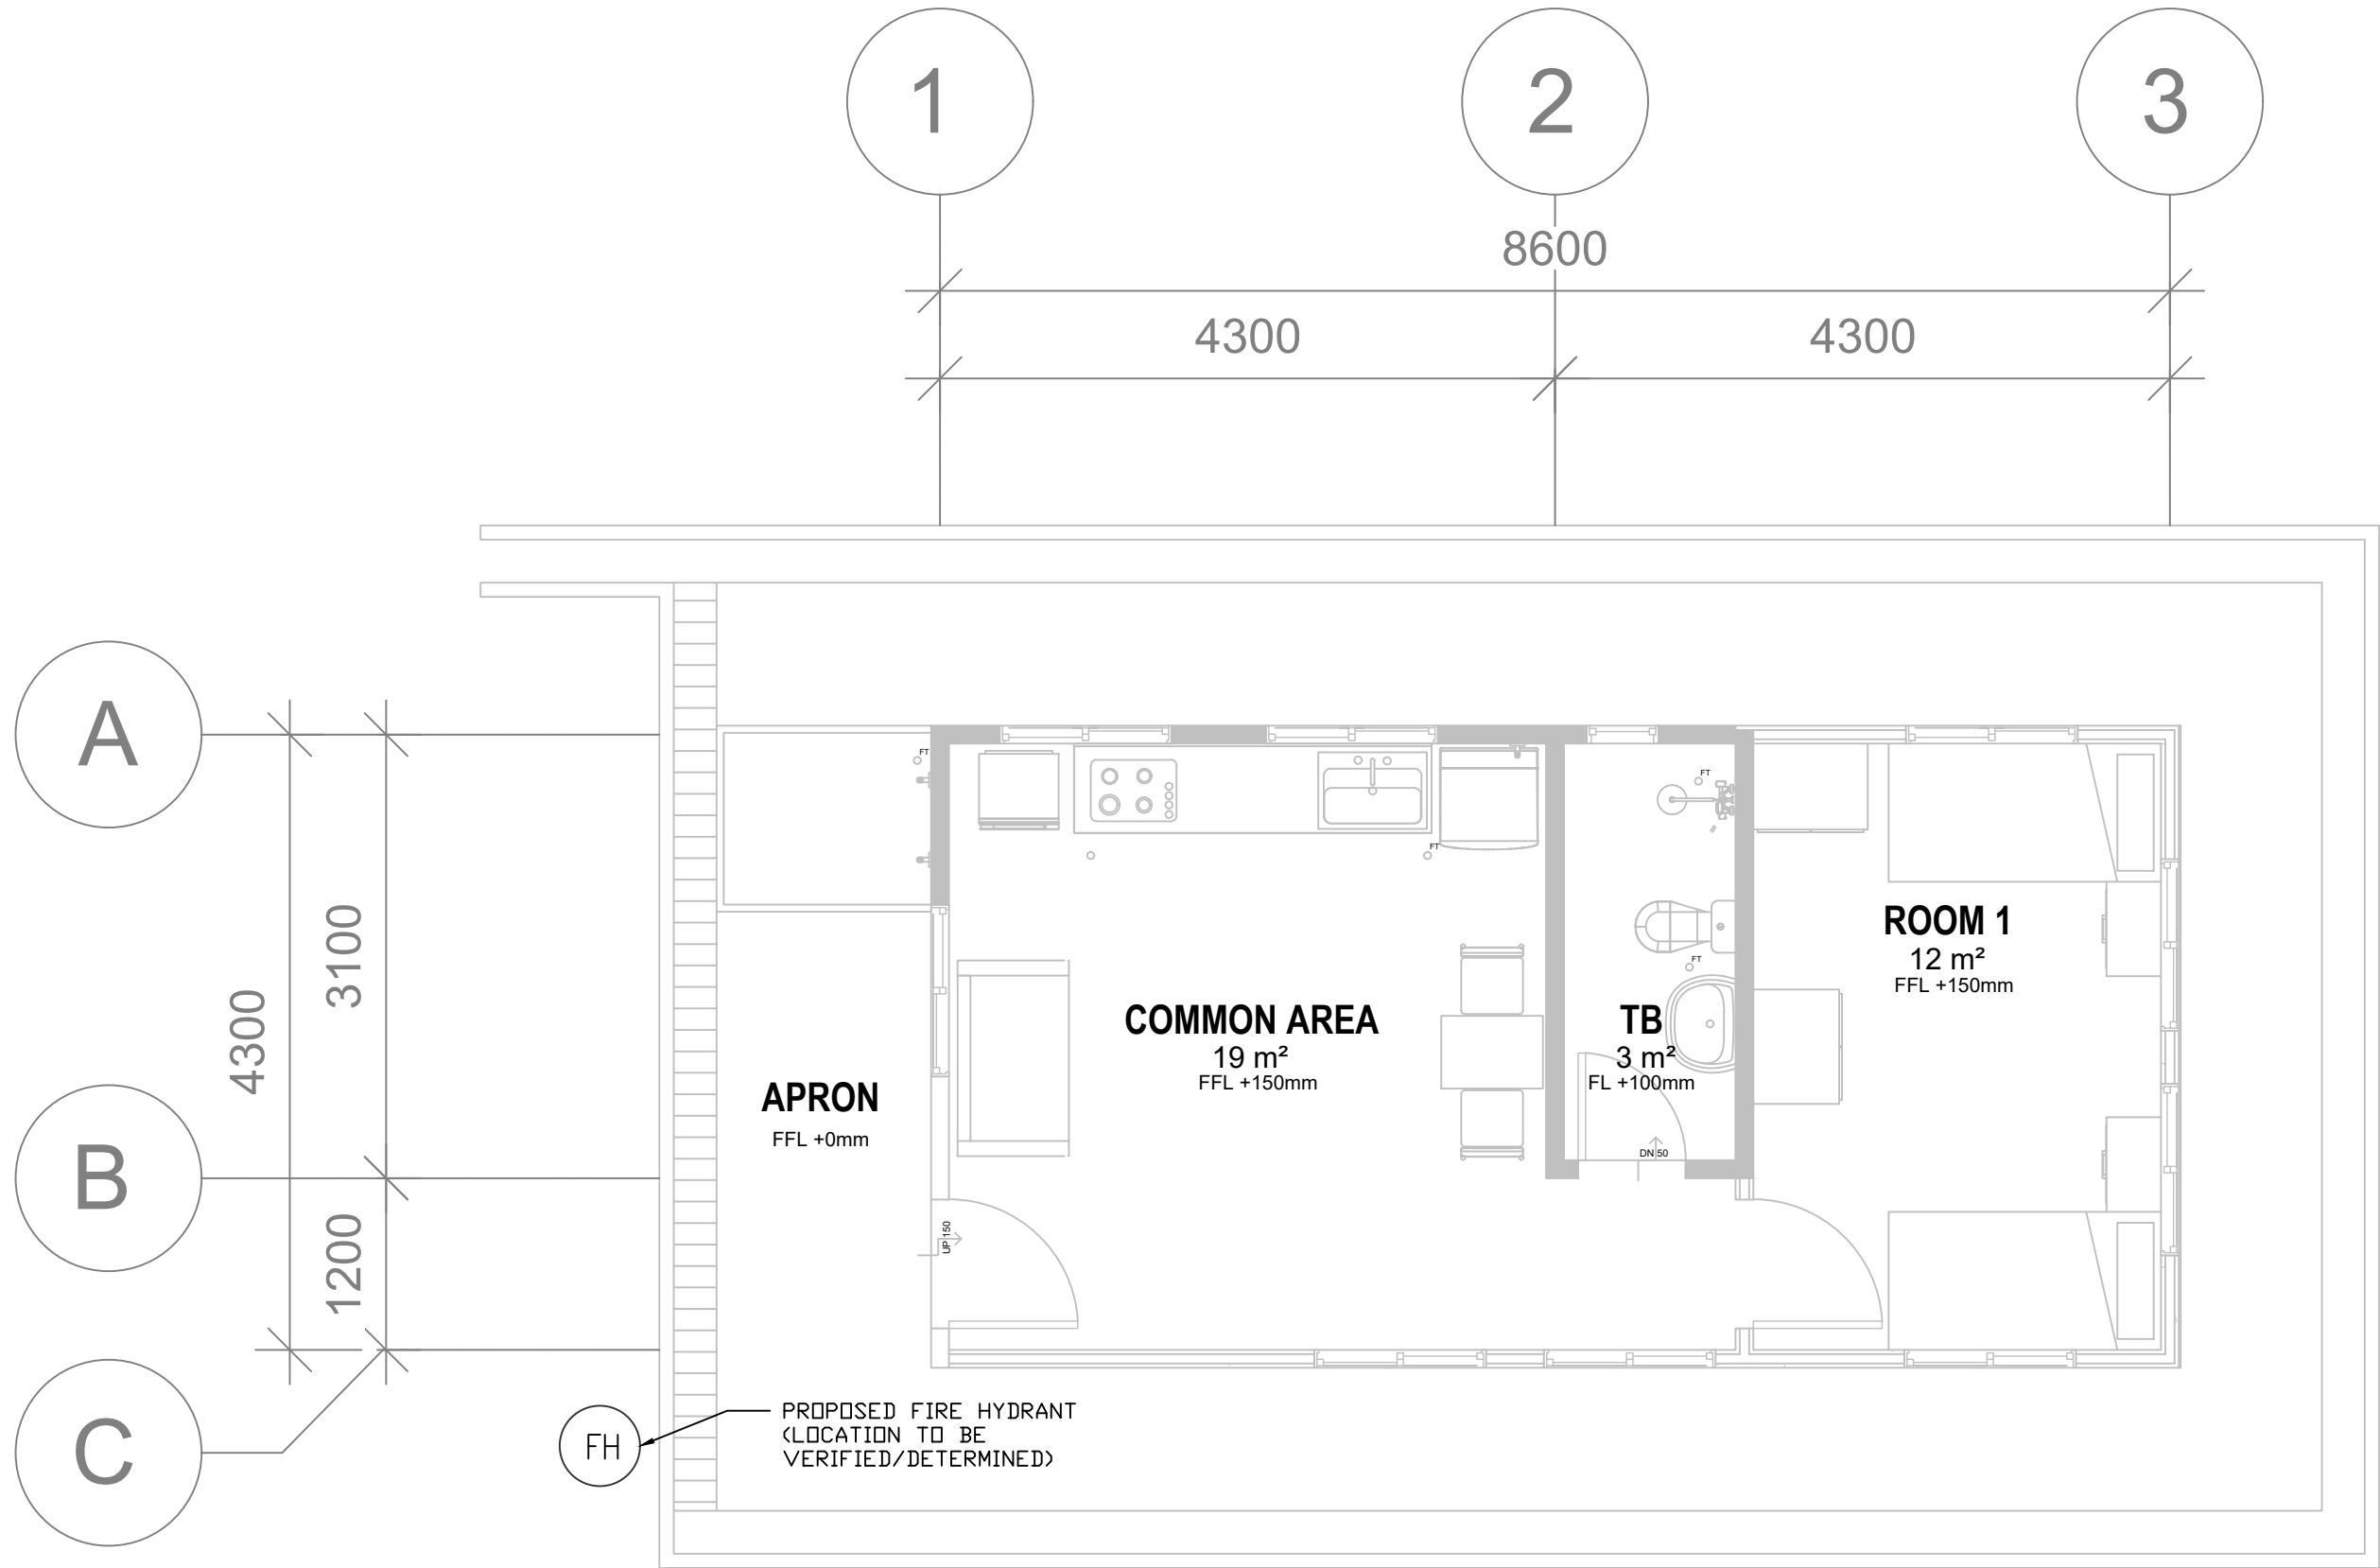 1
2
3
8600
4300
4300
A
B
C
4300
3100
1200
FT
FT
FT
FT
ROOM 1
12 m²
FFL +150mm
COMMON AREA
19 m²
FFL +150mm
TB
3 m²
FL +100mm
APRON
FFL +0mm
DN 50
UP 150
FH
PROPOSED FIRE HYDRANT
(LOCATION TO BE
VERIFIED/DETERMINED)